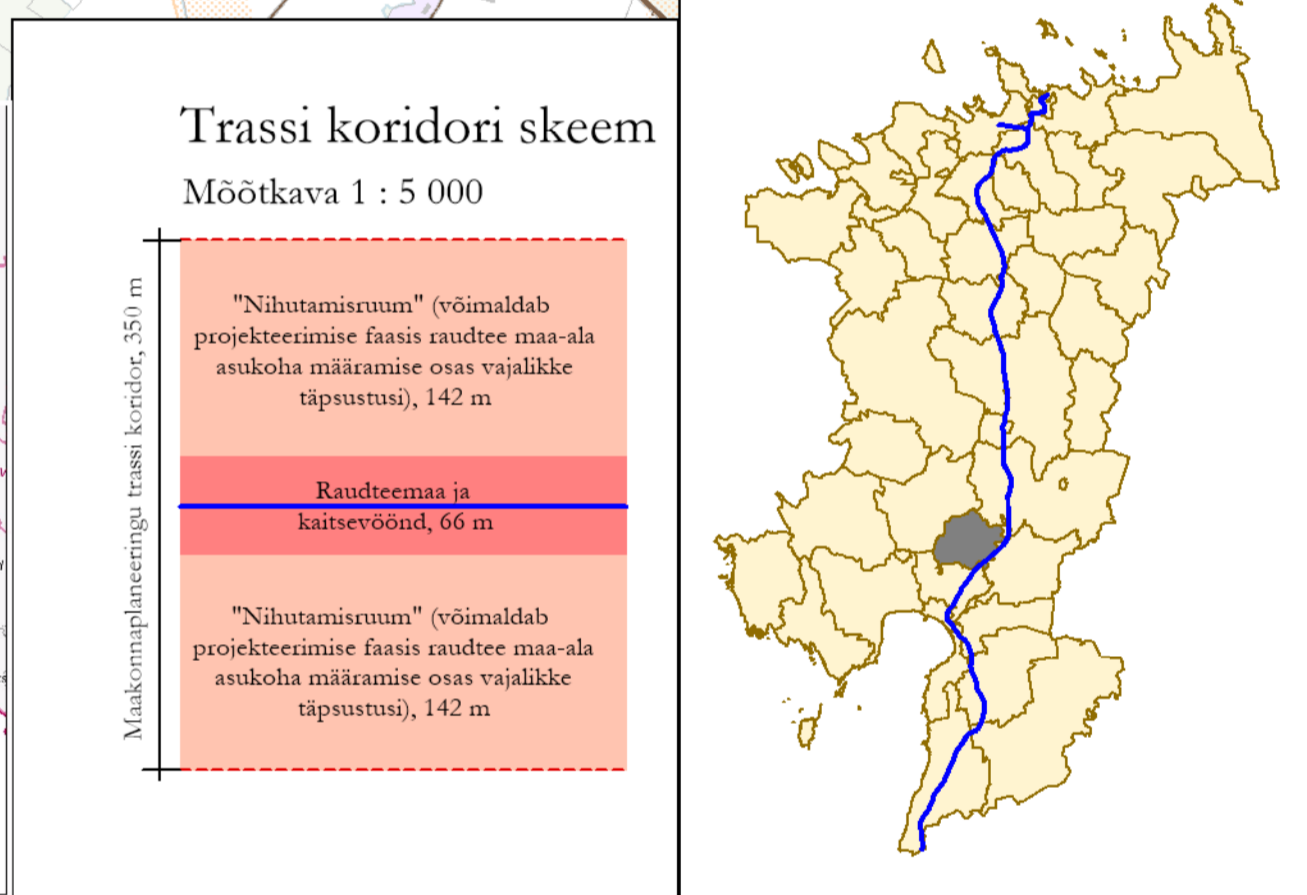 Trassi koridori skeem
Mõõtkava 1 : 5 000
Maakonnaplaneeringu trassi koridor, 350 m
"Nihutamisruum" (võimaldab
projekteerimise faasis raudtee maa-ala
asukoha määramise osas vajalikke
täpsustusi), 142 m
Raudteemaa ja
kaitsevöönd, 66 m
"Nihutamisruum" (võimaldab
projekteerimise faasis raudtee maa-ala
asukoha määramise osas vajalikke
täpsustusi), 142 m